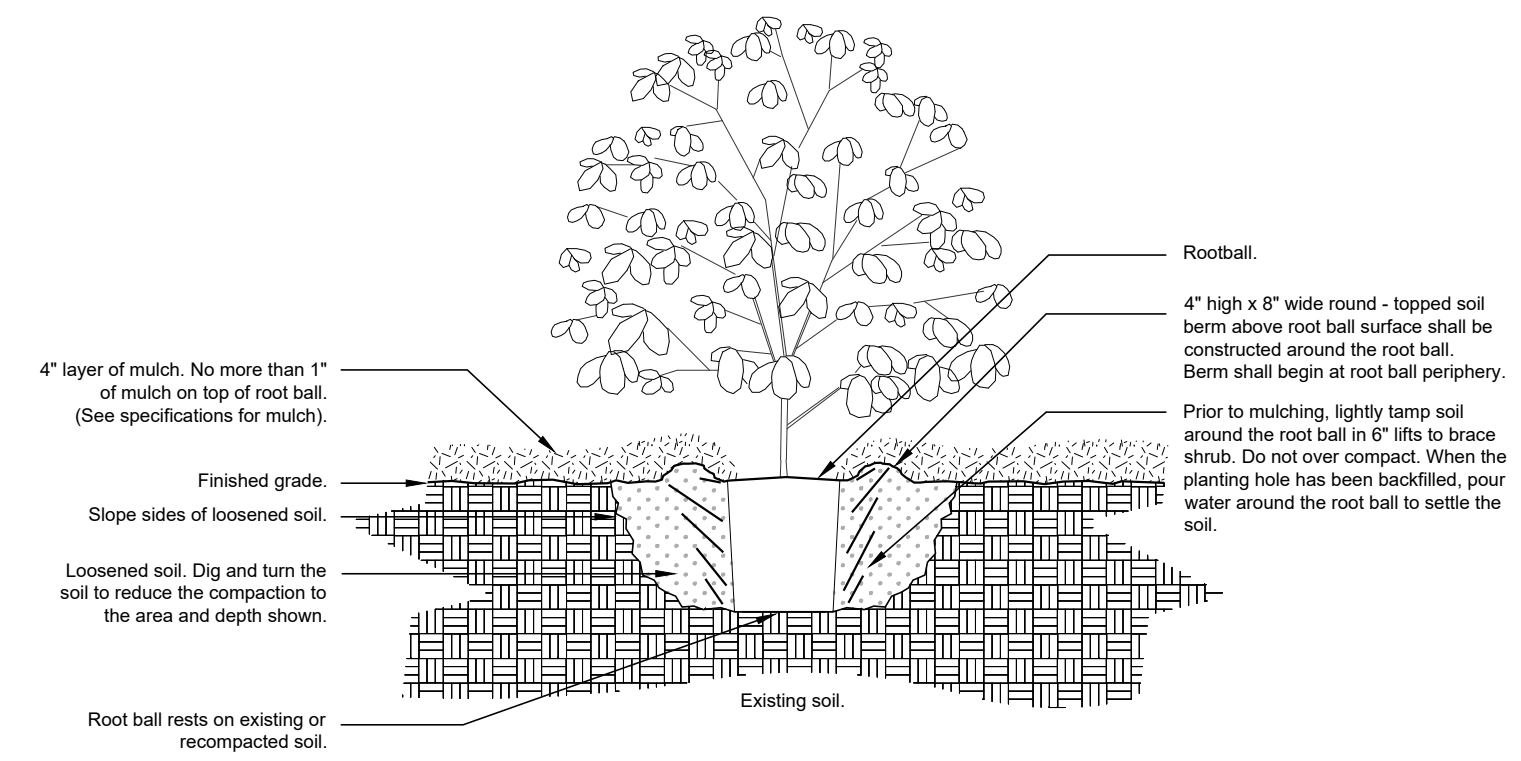 4" layer of mulch. No more than 1"
of mulch on top of root ball.
(See specifications for mulch).
Finished grade.
Slope sides of loosened soil.
Loosened soil. Dig and turn the
soil to reduce the compaction to
the area and depth shown.
Root ball rests on existing or
recompacted soil.
Existing soil.
Rootball.
4" high x 8" wide round - topped soil
berm above root ball surface shall be
constructed around the root ball.
Berm shall begin at root ball periphery.
Prior to mulching, lightly tamp soil
around the root ball in 6" lifts to brace
shrub. Do not over compact. When the
planting hole has been backfilled, pour
water around the root ball to settle the
soil.